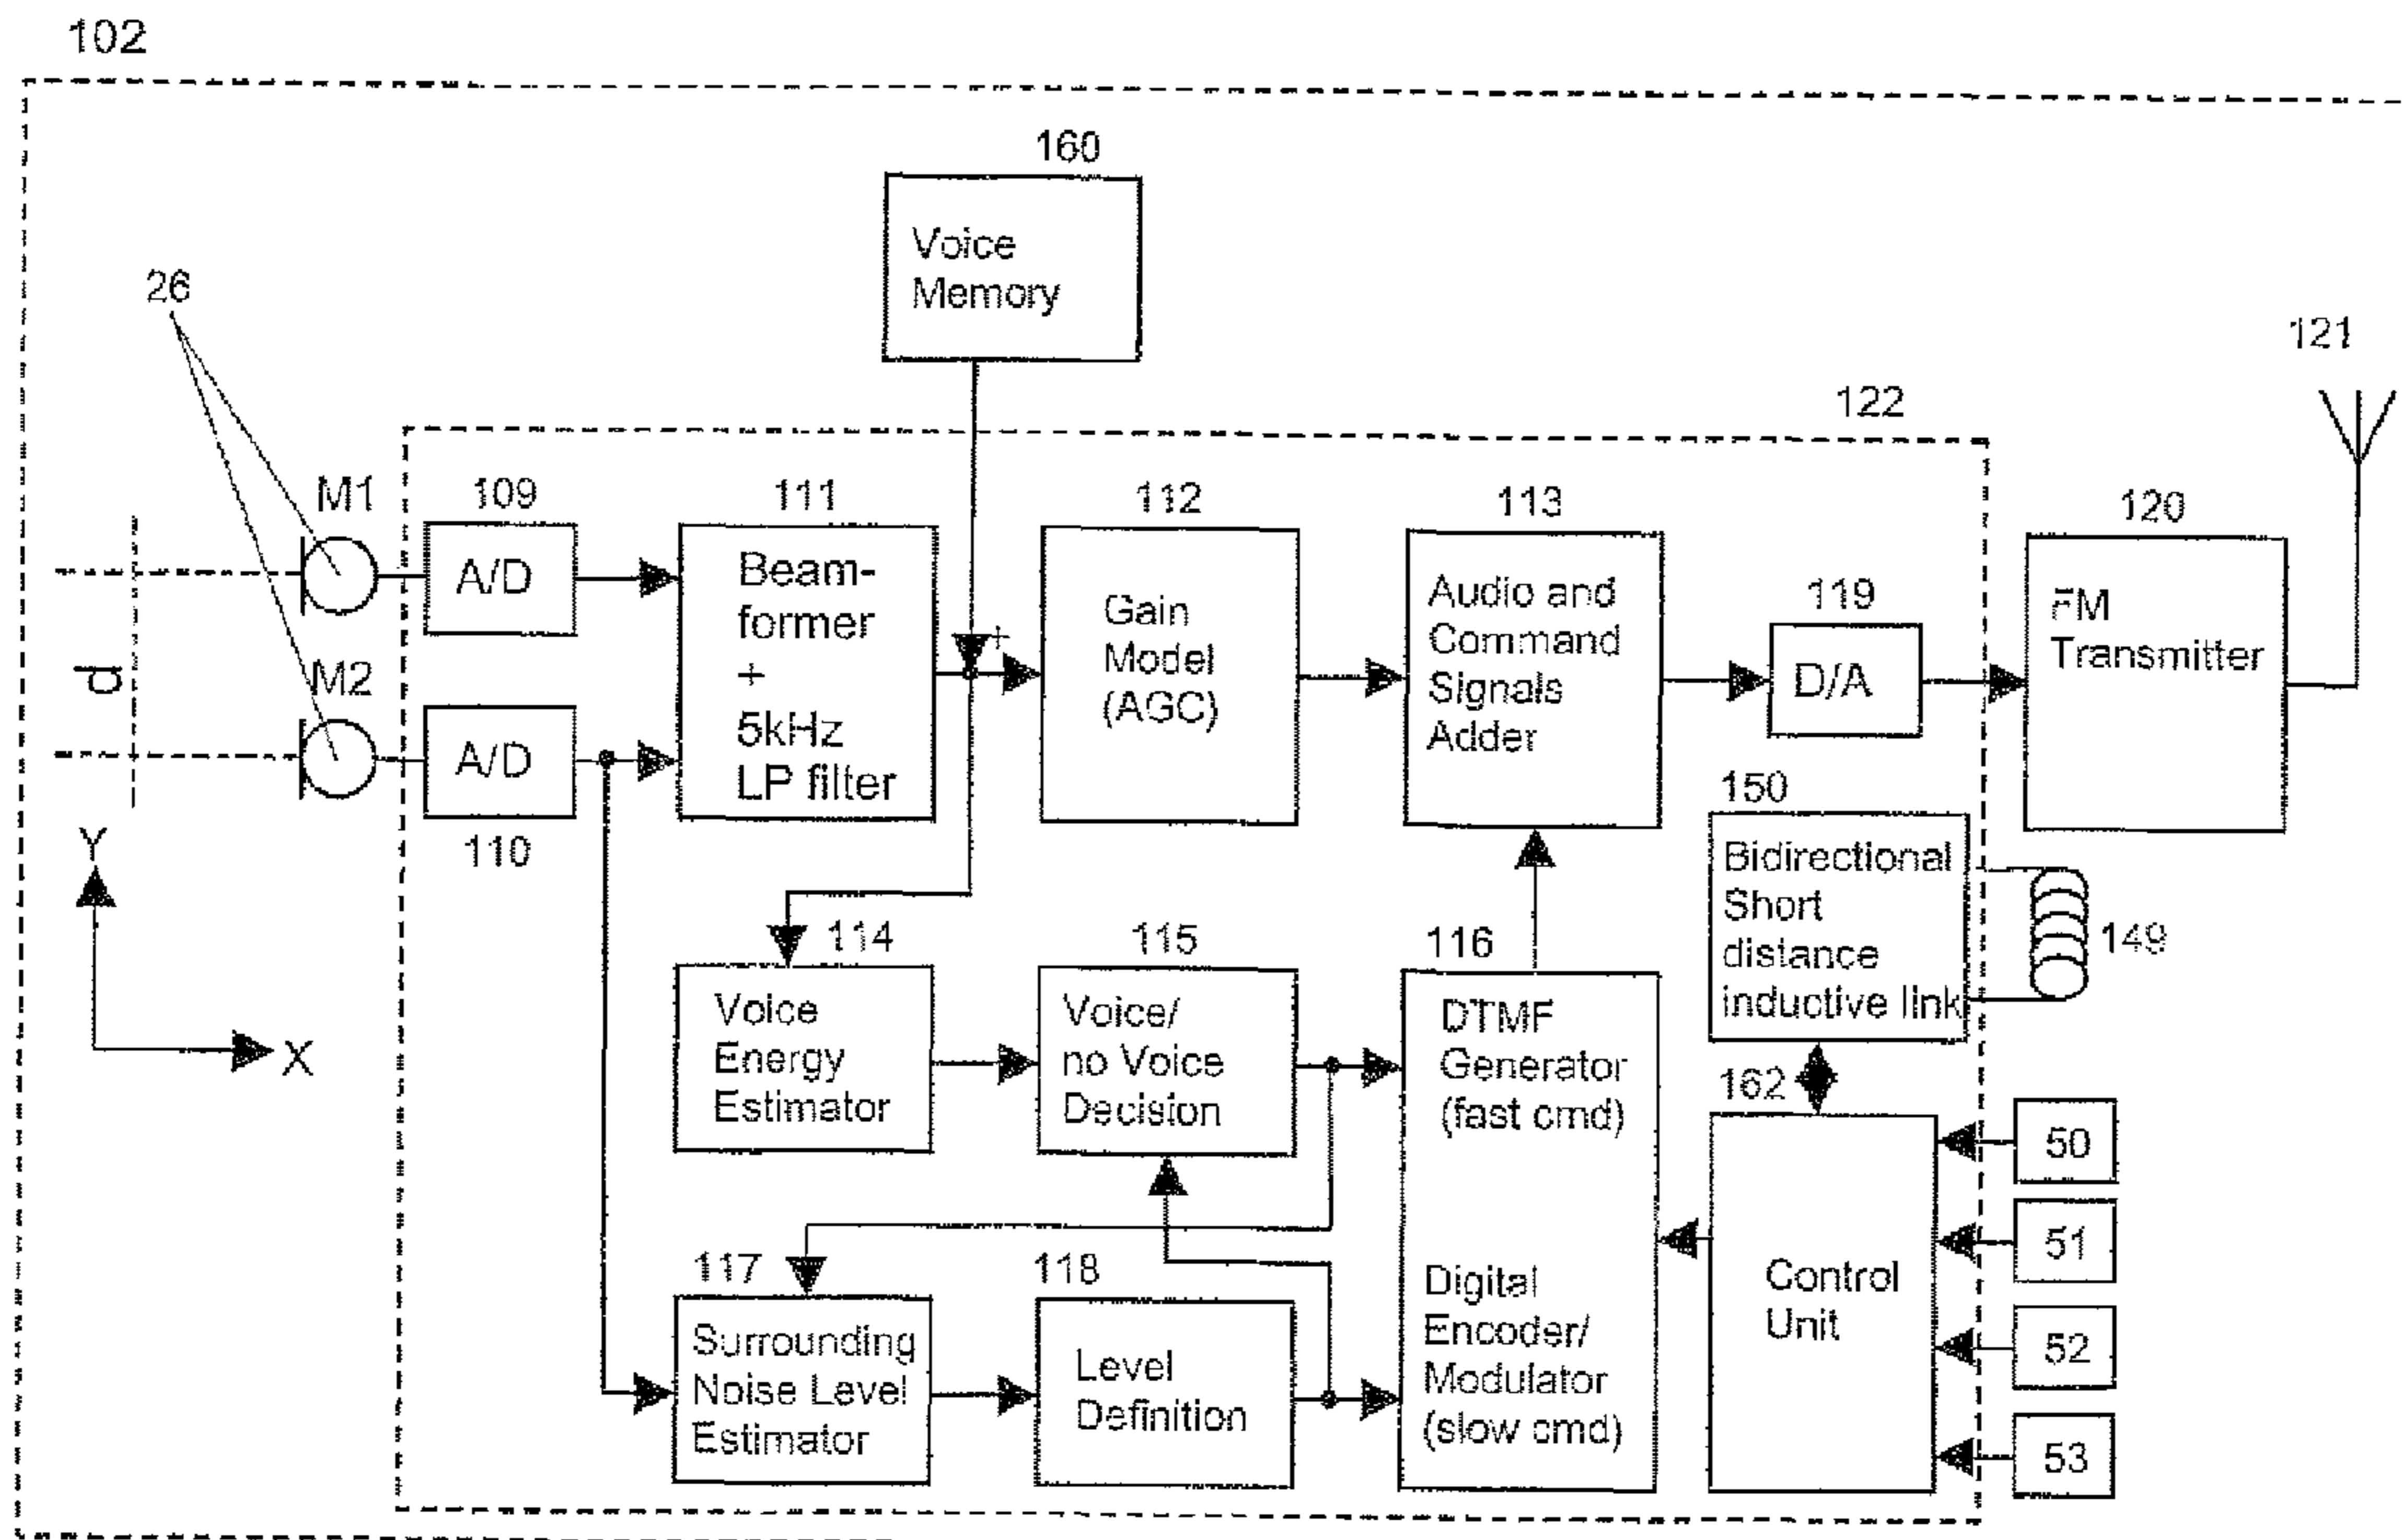 102
160
Voice
Memory
26
121
122
M1
109
111
112
113
120
A/D
Beam-
former
+
5kHz
LP filter
+
Gain
Model
(AGC)
Audio and
Command
Signals
Adder
119
D/A
FM
Transmitter
d
M2
A/D
110
150
Bidirectional
Short
distance
inductive link
149
Y
X
114
115
116
Voice
Energy
Estimator
Voice/
no Voice
Decision
DTMF
Generator
(fast cmd)
162
50
51
52
53
117
118
Surrounding
Noise Level
Estimator
Level
Definition
Digital
Encoder/
Modulator
(slow cmd)
Control
Unit